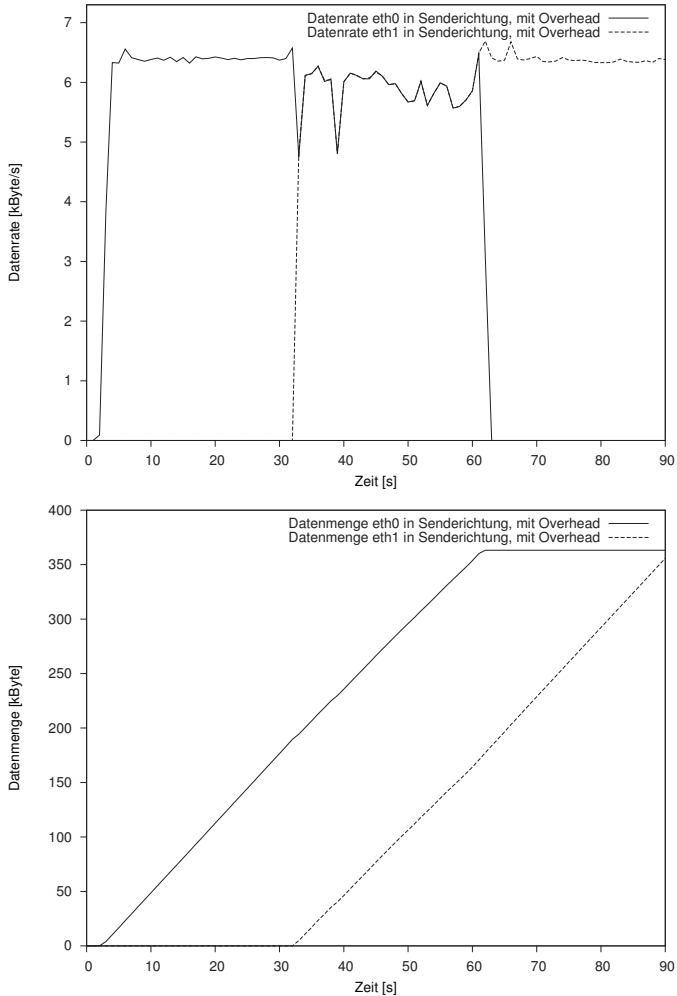 Datenrate eth0 in Senderichtung, mit Overhead
Datenrate eth1 in Senderichtung, mit Overhead
7
6
5
4
3
2
1
0
Datenrate [kByte/s]
0 10 20 30 40 50 60 70 80 90
Zeit [s]
Datenmenge eth0 in Senderichtung, mit Overhead
Datenmenge eth1 in Senderichtung, mit Overhead
400
350
300
250
200
150
100
50
0
Datenmenge [kByte]
0 10 20 30 40 50 60 70 80 90
Zeit [s]